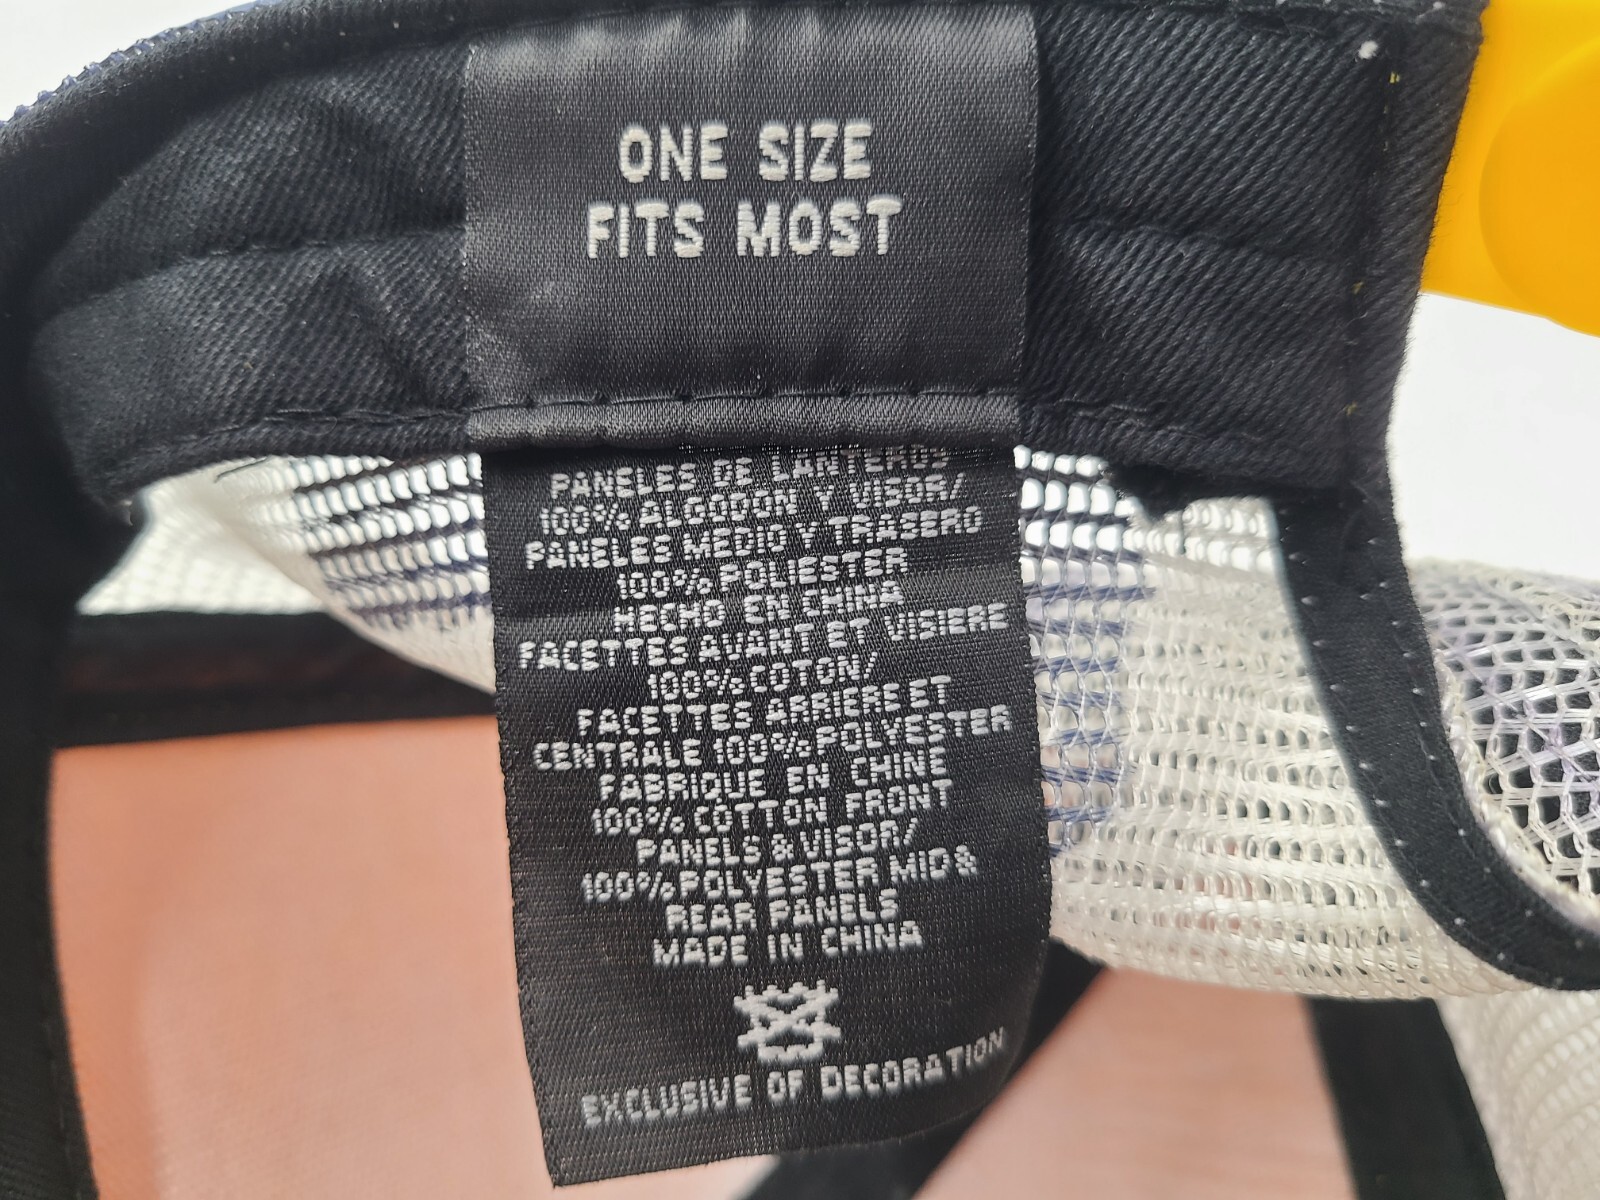 ONE SIZE
FITS MOST
PANELES DE LANTEROS
100% ALGODON Y VISOR/
PANELES MEDIO Y TRASERO
100% POLIESTER
HECHO EN CHINA
FACETTES AVANT ET VISIERE
100% COTON/
FACETTES ARRIERE ET
CENTRALE 100% POLYESTER
FABRIQUE EN CHINE
100% COTTON FRONT
PANELS & VISOR/
100% POLYESTER MID &
REAR PANELS
MADE IN CHINA
EXCLUSIVE OF DECORATION